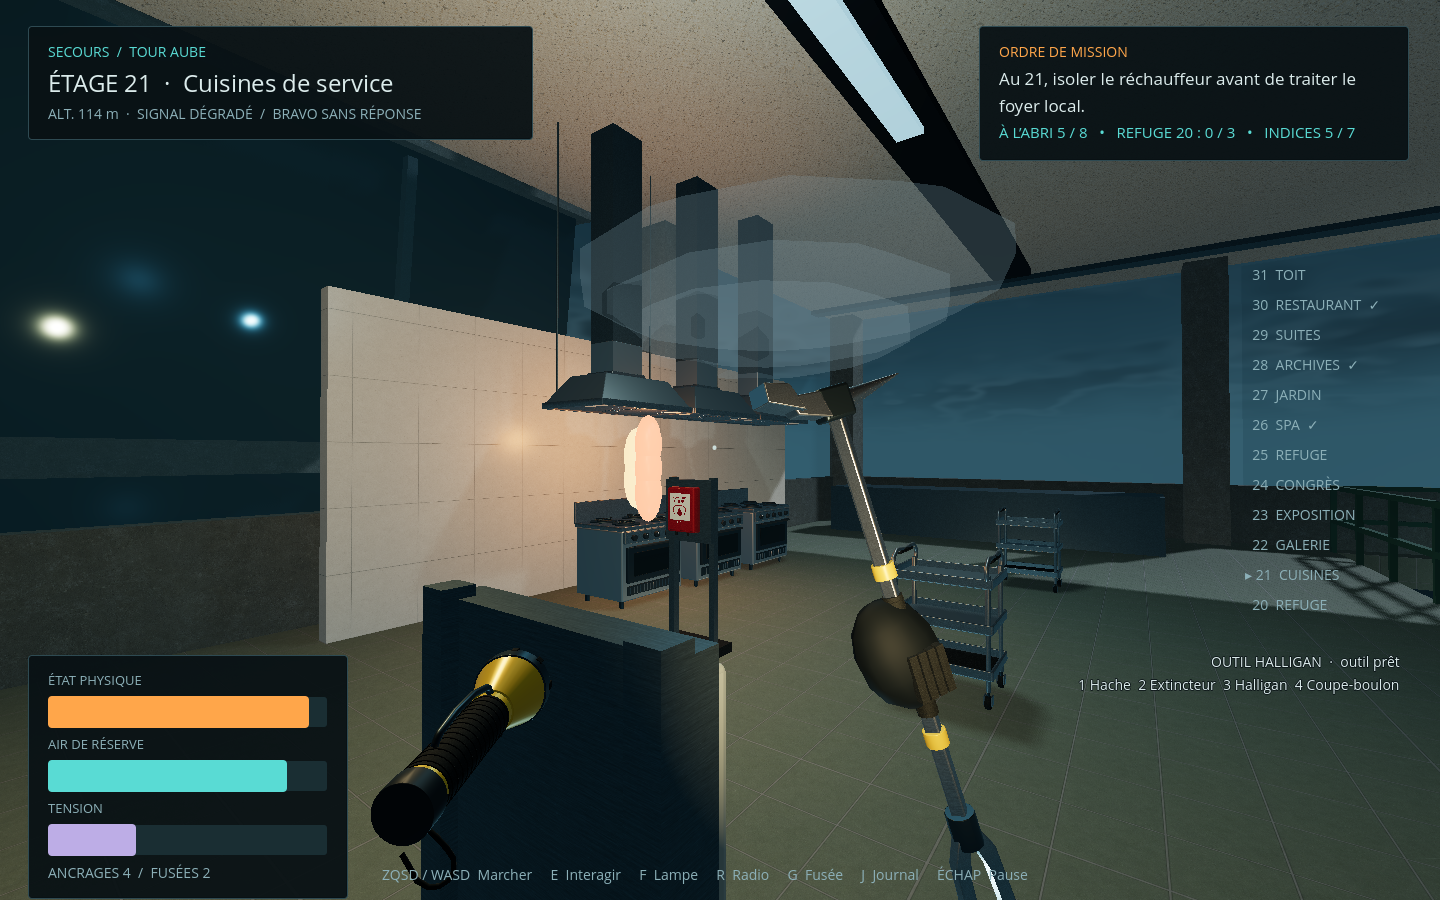 SECOURS / TOUR AUBE
ÉTAGE 21 · Cuisines de service
ALT. 114 m · SIGNAL DÉGRADÉ / BRAVO SANS RÉPONSE
ORDRE DE MISSION
Au 21, isoler le réchauffeur avant de traiter le
foyer local.
À L'ABRI 5 / 8 • REFUGE 20 : 0 / 3 • INDICES 5 / 7
31 TOIT
30 RESTAURANT ✓
29 SUITES
28 ARCHIVES ✓
27 JARDIN
26 SPA ✓
25 REFUGE
24 CONGRÈS
23 EXPOSITION
22 GALERIE
▸ 21 CUISINES
20 REFUGE
OUTIL HALLIGAN · outil prêt
1 Hache 2 Extincteur 3 Halligan 4 Coupe-boulon
ÉTAT PHYSIQUE
AIR DE RÉSERVE
TENSION
ANCRAGES 4 / FUSÉES 2
ZQSD / WASD Marcher E Interagir F Lampe R Radio G Fusée J Journal ÉCHAP Pause